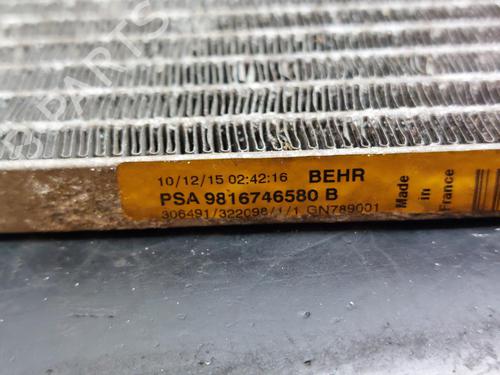 10/12/15 02:42:16 BEHR
PSA 9816746580 B
306491/322098/1/1 GN789001
Made
in
France